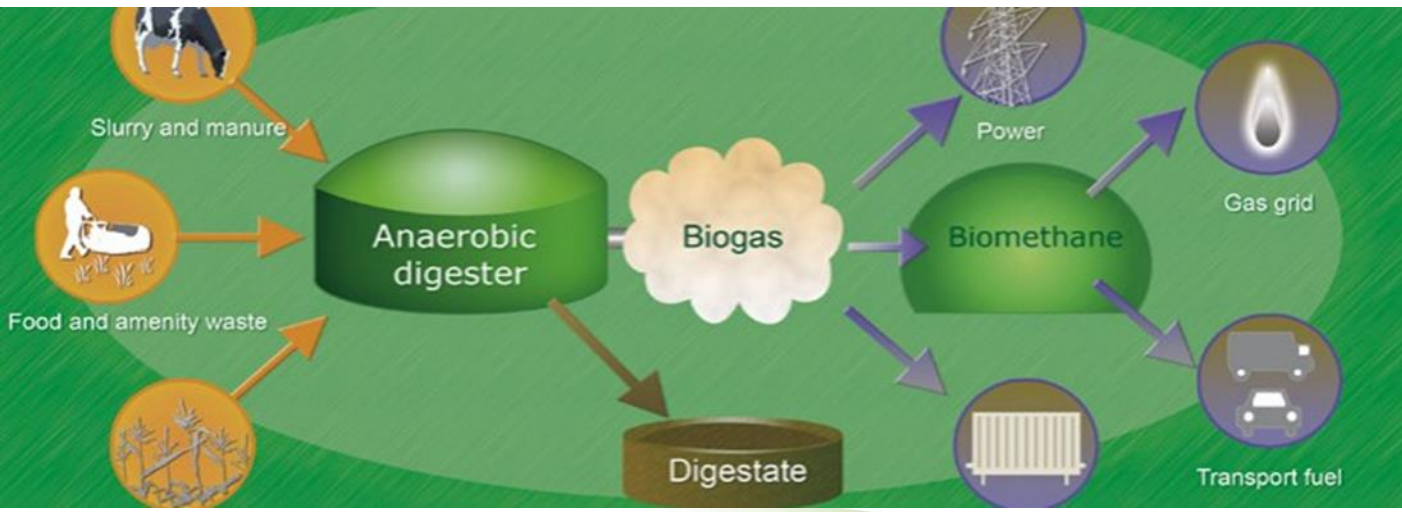 Slurry and manure
Power
Gas grid
Food and amenity waste
Anaerobic
digester
Biogas
Biomethane
Digestate
Transport fuel